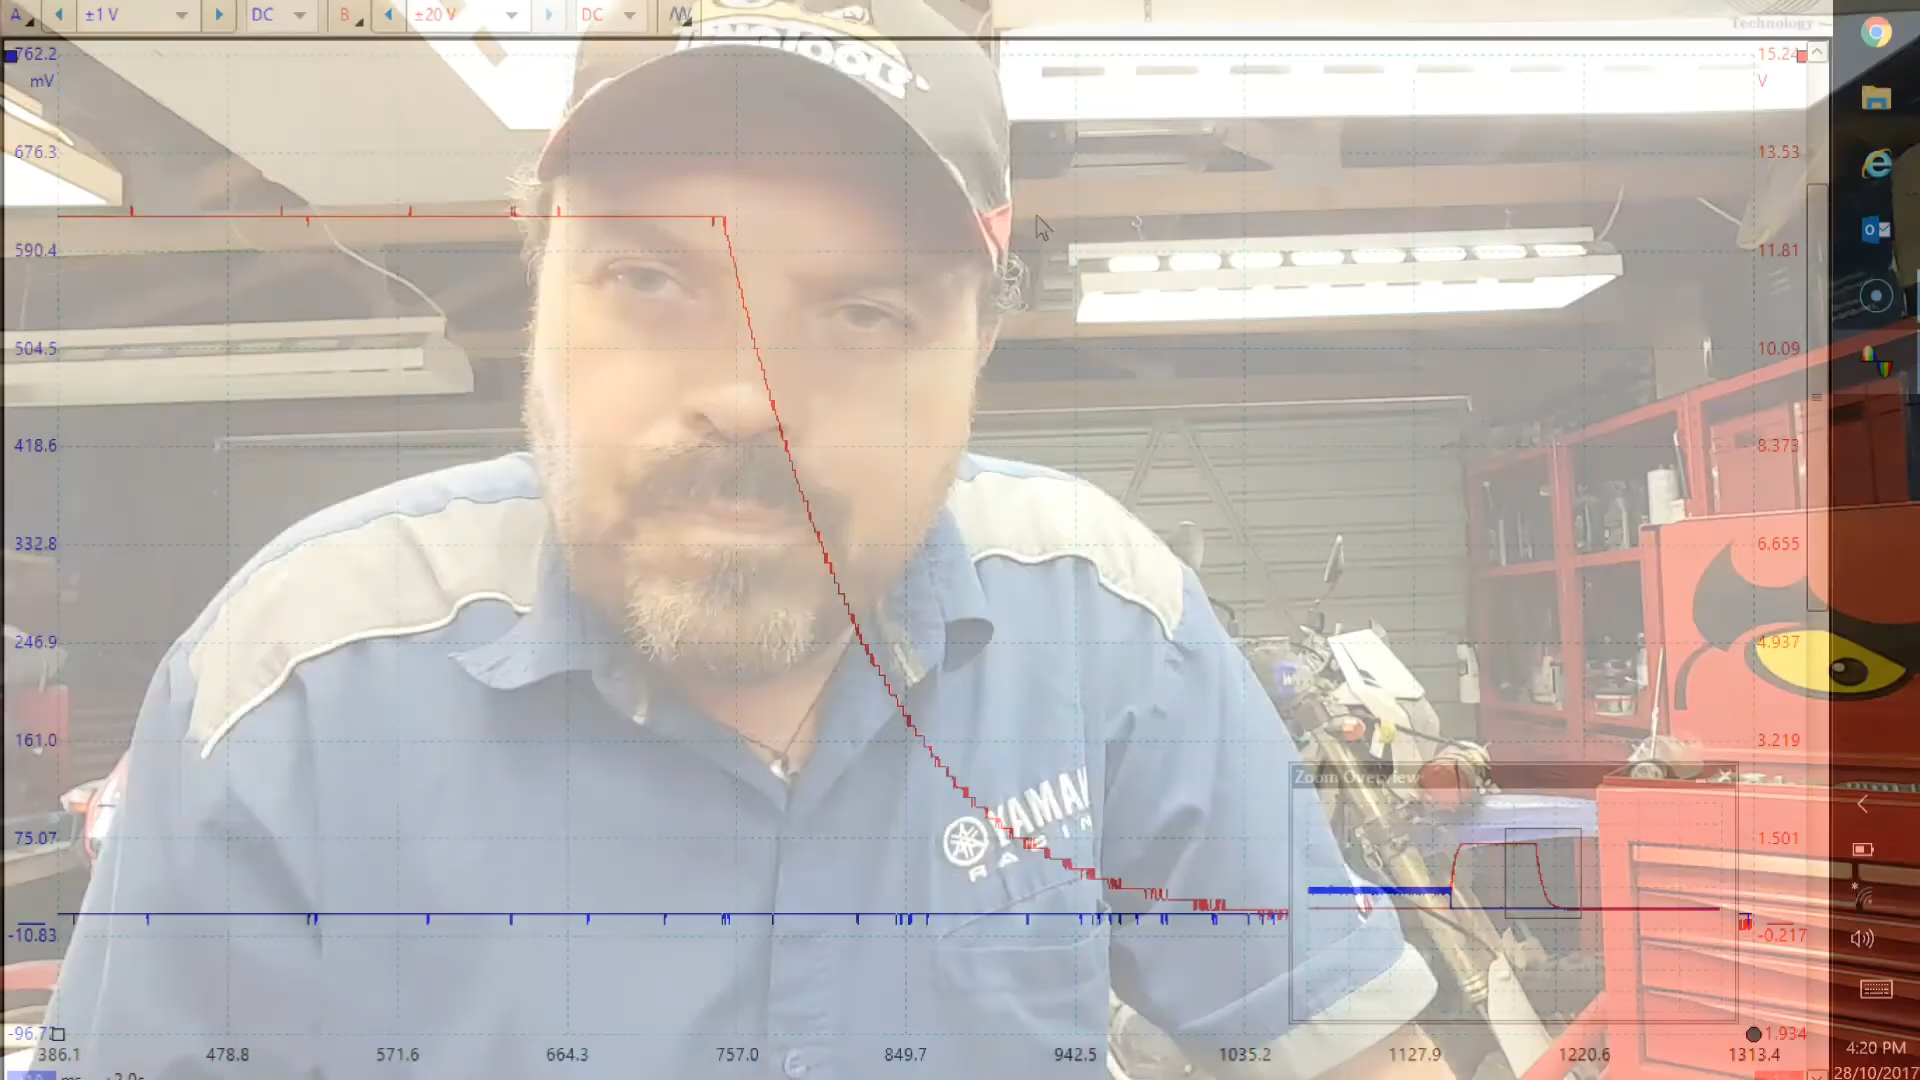 A ±1 V DC B ±20 V DC
Technology
762.2
mV
676.3
590.4
504.5
418.6
332.8
246.9
161.0
75.07
-10.83
-96.7
15.24
V
13.53
11.81
10.09
8.373
6.655
4.937
3.219
1.501
-0.217
1.934
386.1 478.8 571.6 664.3 757.0 849.7 942.5 1035.2 1127.9 1220.6 1313.4
ms
Zoom Overview
YAMAH
RACIN
4:20 PM
28/10/2017